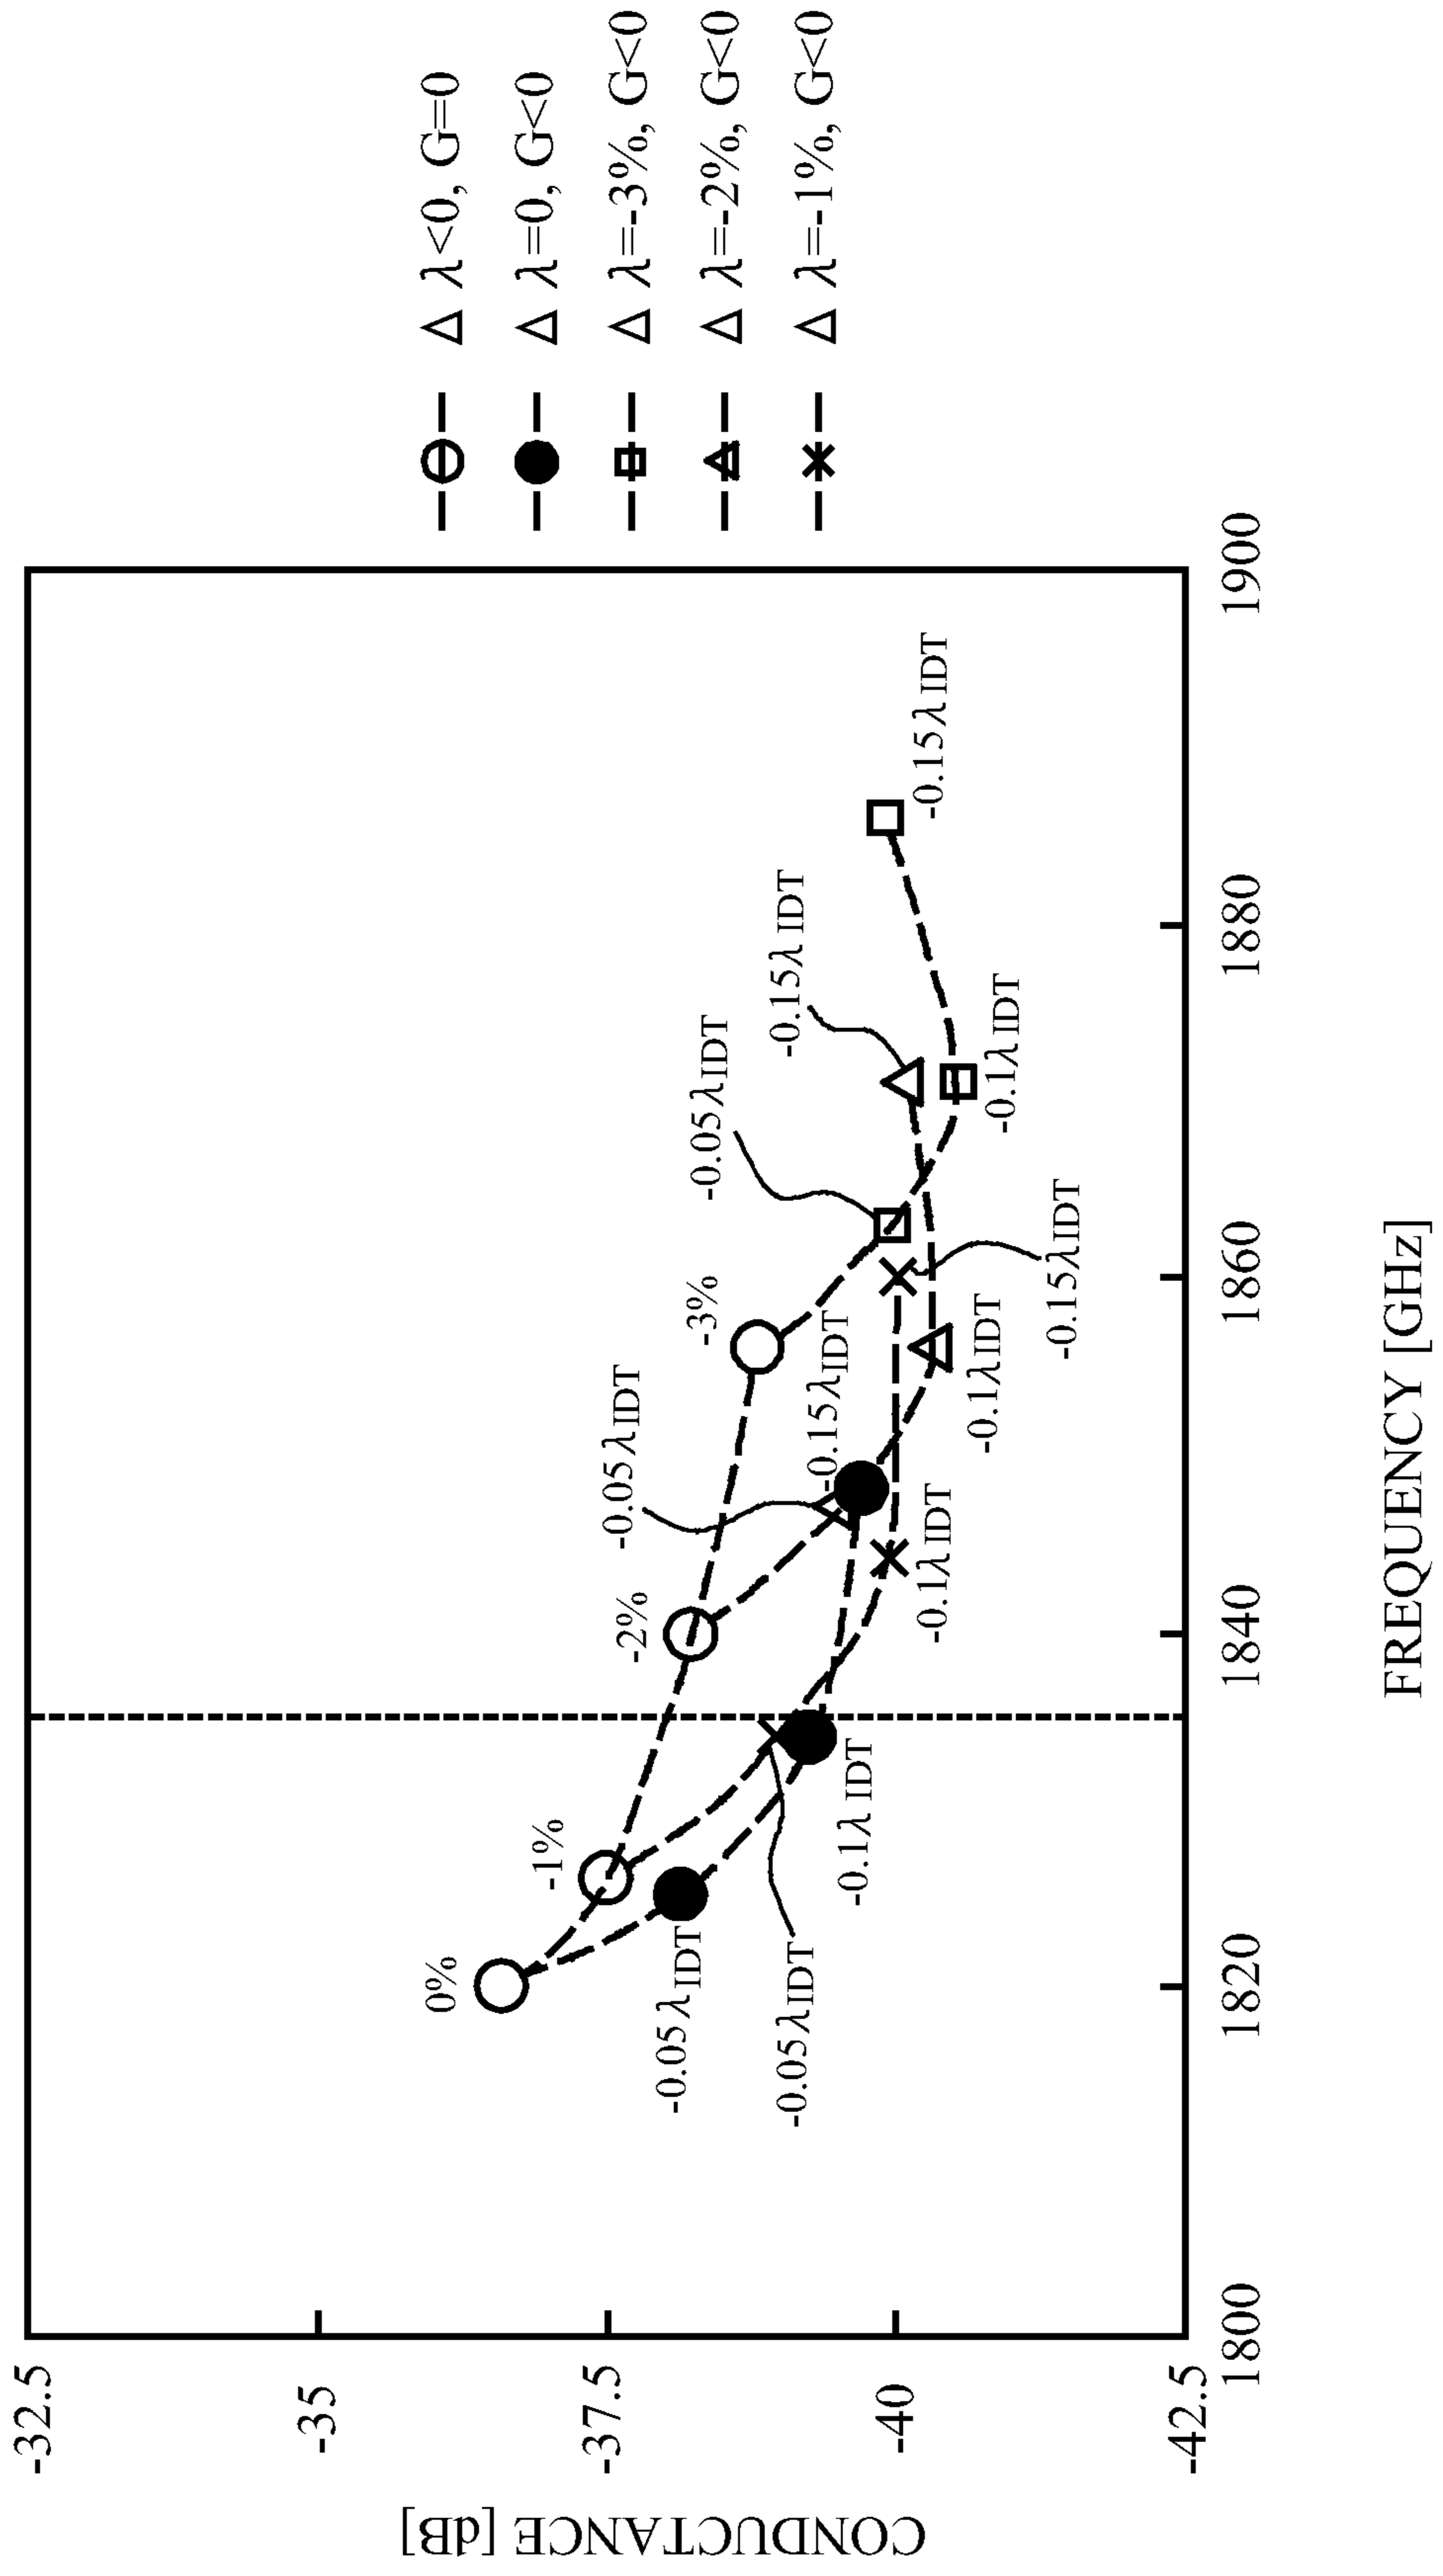 CONDUCTANCE [dB]
-32.5
-35
-37.5
-40
-42.5
1800
1820
1840
1860
1880
1900
FREQUENCY [GHz]
0%
-1%
-2%
-3%
-0.05λIDT
-0.1λIDT
-0.15λIDT
-0.05λIDT
-0.1λIDT
-0.15λIDT
-0.05λIDT
-0.1λIDT
-0.15λIDT
-0.05λIDT
-0.1λIDT
-0.15λIDT
Δλ<0, G=0
Δλ=0, G<0
Δλ=-3%, G<0
Δλ=-2%, G<0
Δλ=-1%, G<0